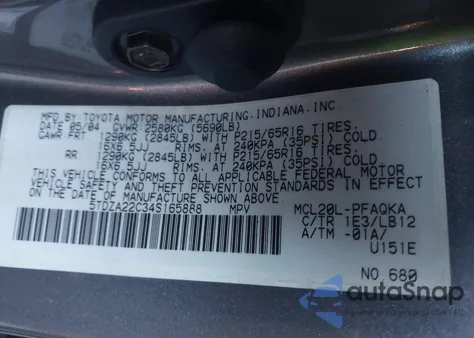 MFD.BY:TOYOTA MOTOR MANUFACTURING.INDIANA.INC.
DATE 05/04 GVWR 2580KG (5690LB)
GAWR FRT 1290KG (2845LB) WITH P215/65R16 TIRES.
16X6.5JJ RIMS. AT 240KPA (35PSI) COLD.
RR 1290KG (2845LB) WITH P215/65R16 TIRES.
16X6.5JJ RIMS. AT 240KPA (35PSI) COLD.
THIS VEHICLE CONFORMS TO ALL APPLICABLE FEDERAL MOTOR
VEHICLE SAFETY
THEFT PREVENTION STANDARDS IN EFFECT
ON THE DATE OF MANUFACTURE SHOWN ABOVE.
5TDZA22C34S165888 MPV
MCL20L-PFAQKA
C/TR 1E3/LB12
A/TM -01A/
U151E
NO.680
autoSnap